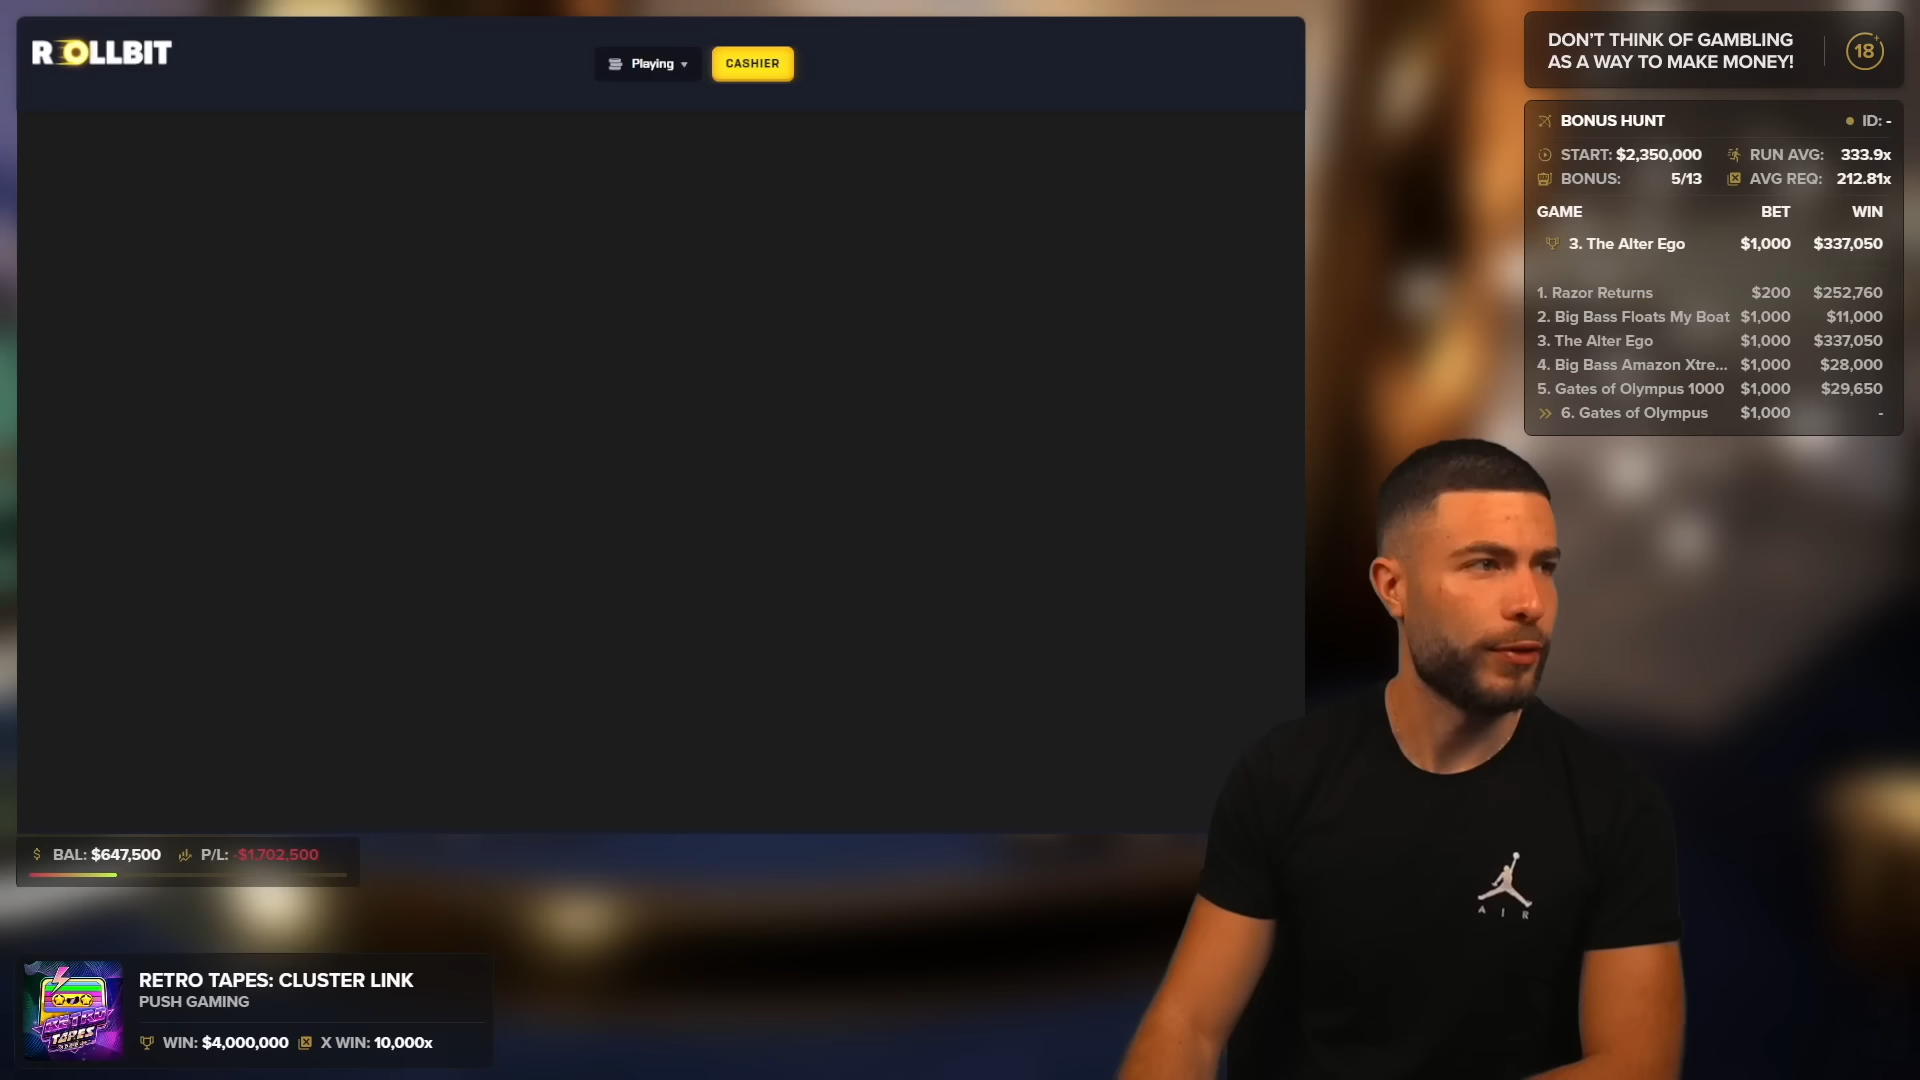 ROLLBIT
Playing
CASHIER
DON'T THINK OF GAMBLING
AS A WAY TO MAKE MONEY!
18+
BONUS HUNT
ID: -
START: $2,350,000
RUN AVG: 333.9x
BONUS: 5/13
AVG REQ: 212.81x
GAME BET WIN
3. The Alter Ego $1,000 $337,050
1. Razor Returns $200 $252,760
2. Big Bass Floats My Boat $1,000 $11,000
3. The Alter Ego $1,000 $337,050
4. Big Bass Amazon Xtre... $1,000 $28,000
5. Gates of Olympus 1000 $1,000 $29,650
6. Gates of Olympus $1,000 -
AIR
BAL: $647,500 P/L: -$1,702,500
RETRO TAPES
RETRO TAPES: CLUSTER LINK
PUSH GAMING
WIN: $4,000,000 X WIN: 10,000x